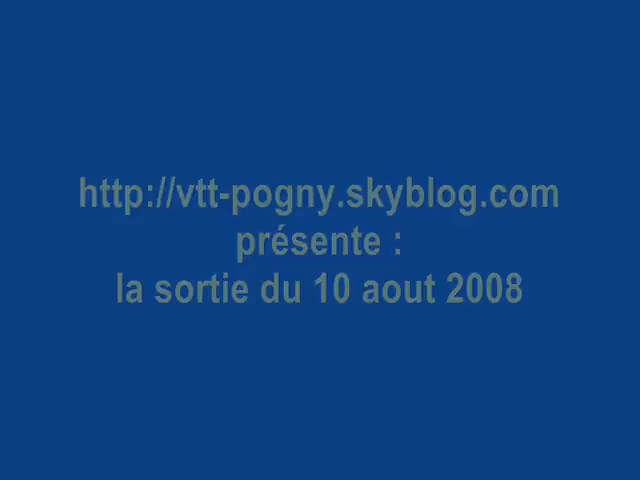 http://vtt-pogny.skyblog.com
présente :
la sortie du 10 aout 2008